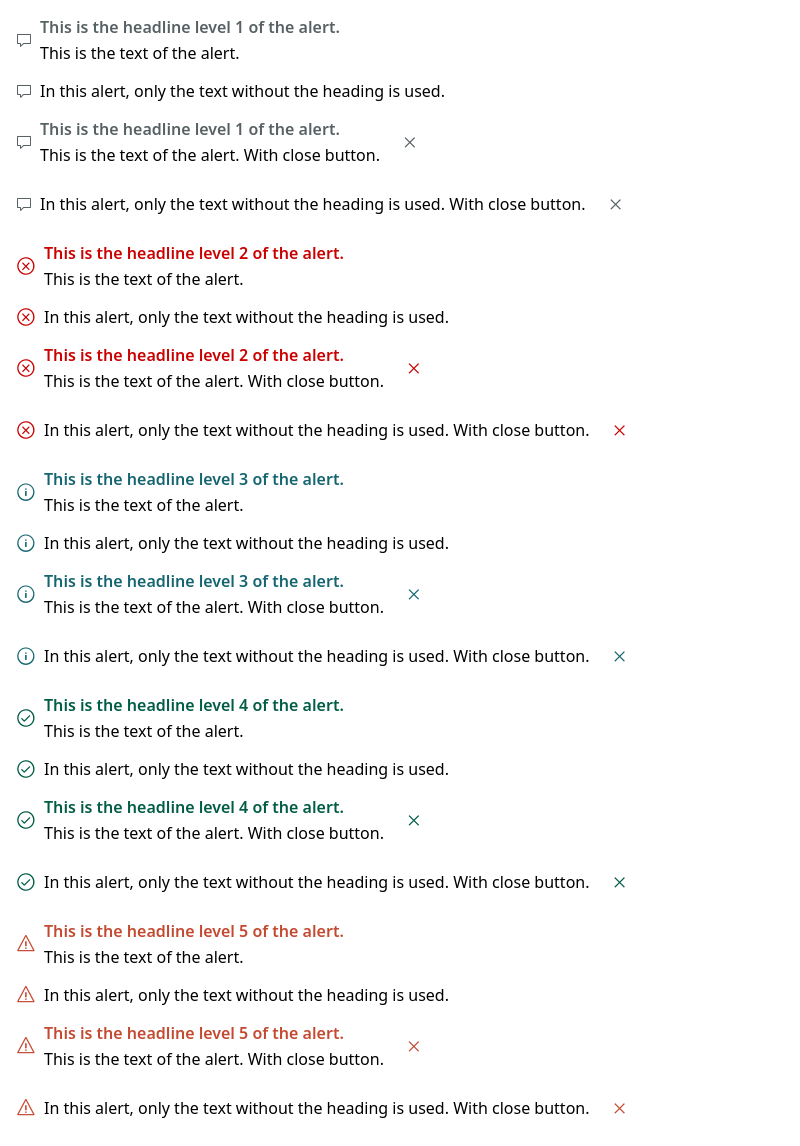 This is the headline level 1 of the alert.
This is the text of the alert.
In this alert, only the text without the heading is used.
This is the headline level 1 of the alert.
This is the text of the alert. With close button.
In this alert, only the text without the heading is used. With close button.
This is the headline level 2 of the alert.
This is the text of the alert.
In this alert, only the text without the heading is used.
This is the headline level 2 of the alert.
This is the text of the alert. With close button.
In this alert, only the text without the heading is used. With close button.
This is the headline level 3 of the alert.
This is the text of the alert.
In this alert, only the text without the heading is used.
This is the headline level 3 of the alert.
This is the text of the alert. With close button.
In this alert, only the text without the heading is used. With close button.
This is the headline level 4 of the alert.
This is the text of the alert.
In this alert, only the text without the heading is used.
This is the headline level 4 of the alert.
This is the text of the alert. With close button.
In this alert, only the text without the heading is used. With close button.
This is the headline level 5 of the alert.
This is the text of the alert.
In this alert, only the text without the heading is used.
This is the headline level 5 of the alert.
This is the text of the alert. With close button.
In this alert, only the text without the heading is used. With close button.